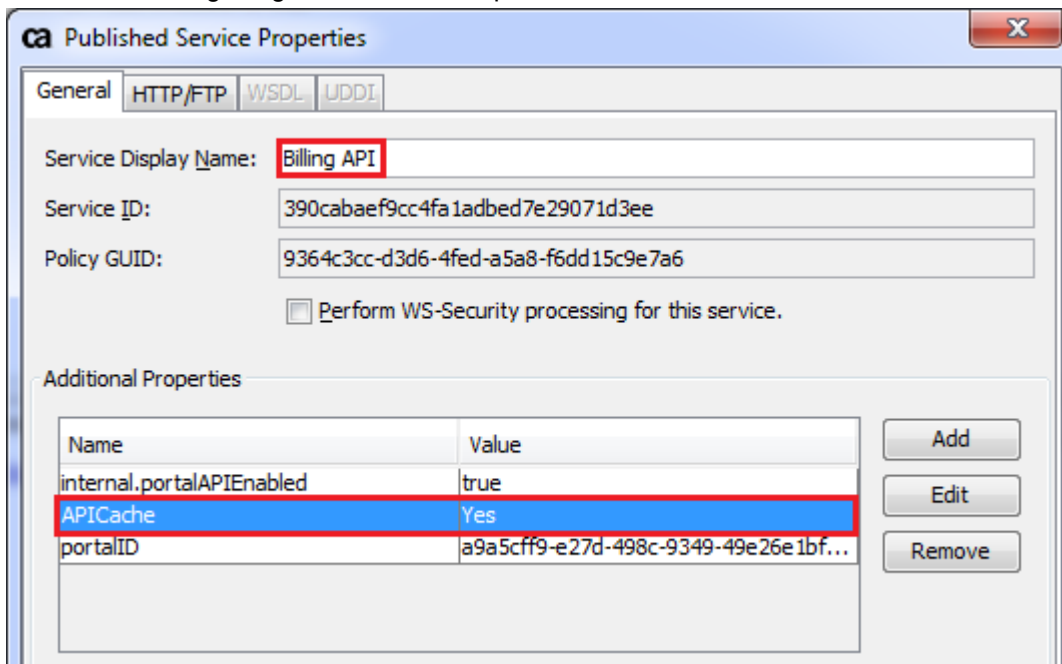 ca Published Service Properties
General HTTP/FTP WSDL UDDI
Service Display Name: Billing API
Service ID: 390cabaef9cc4fa1adbed7e29071d3ee
Policy GUID: 9364c3cc-d3d6-4fed-a5a8-f6dd15c9e7a6
Perform WS-Security processing for this service.
Additional Properties
Name Value Add
internal.portalAPIEnabled true Edit
APICache Yes
portalID a9a5cff9-e27d-498c-9349-49e26e1bf... Remove